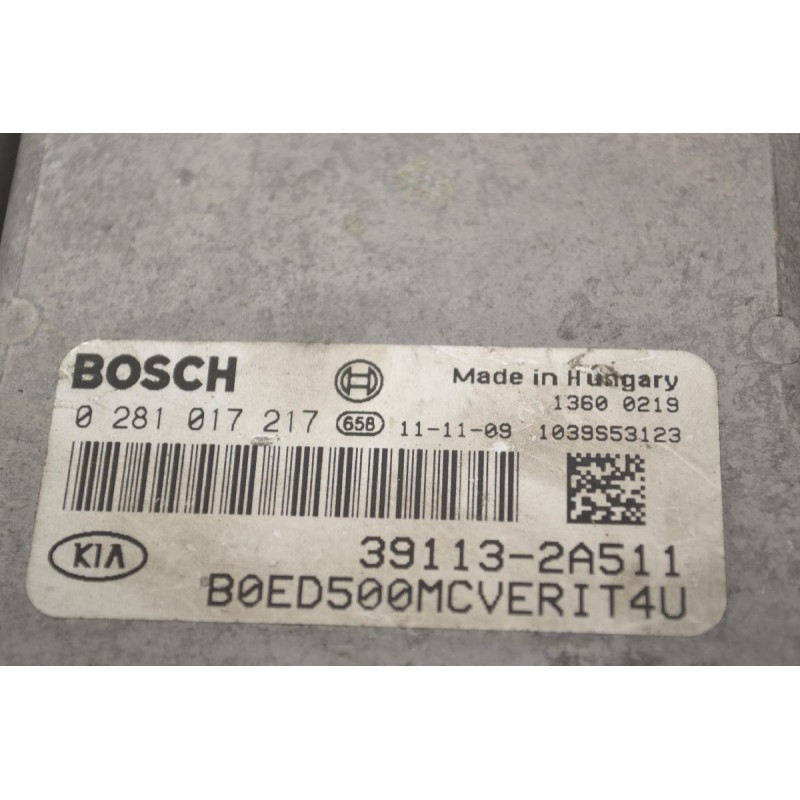 BOSCH
Made in Hungary
1360 0219
0 281 017 217 658 11-11-09 1039S53123
KIA 39113-2A511
B0ED500MCVERIT4U